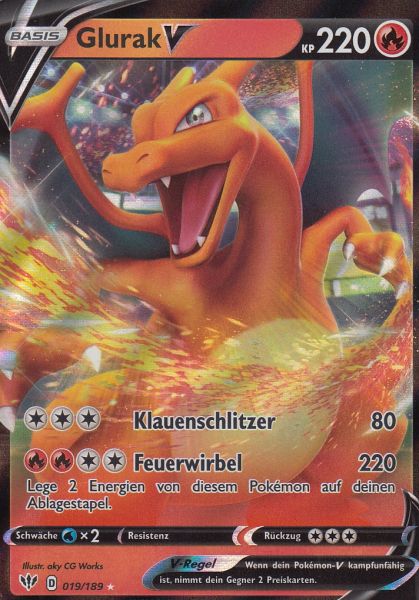 BASIS Glurak V KP 220
Klauenschlitzer 80
Feuerwirbel 220
Lege 2 Energien von diesem Pokémon auf deinen
Ablagestapel.
Schwäche ×2 Resistenz Rückzug
Illustr. aky CG Works
V-Regel Wenn dein Pokémon-V kampfunfähig
ist, nimmt dein Gegner 2 Preiskarten.
D 019/189 ★